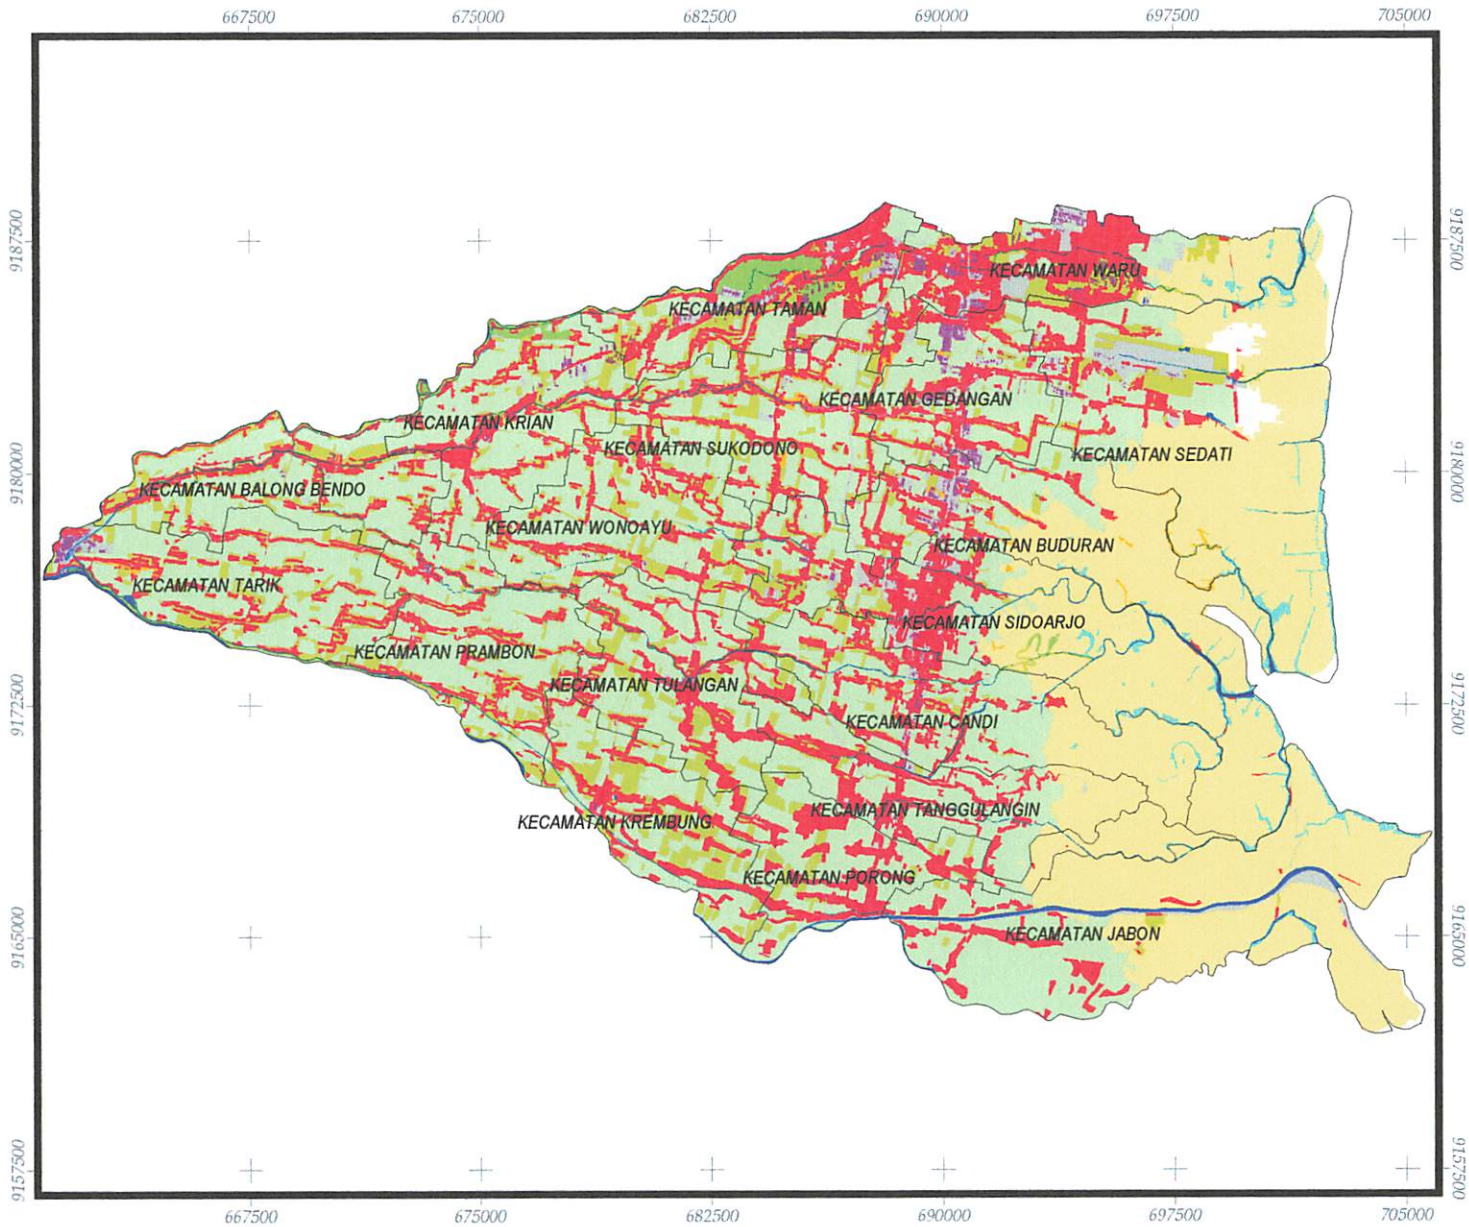 667500 675000 682500 690000 697500 705000
9187500 9187500
KECAMATAN WARU
KECAMATAN TAMAN
KECAMATAN GEDANGAN
KECAMATAN KRIAN
KECAMATAN SUKODONO
KECAMATAN SEDATI
9180000 9180000
KECAMATAN BALONG BENDO
KECAMATAN WONOAYU
KECAMATAN BUDURAN
KECAMATAN TARIK
KECAMATAN SIDOARJO
KECAMATAN PRAMBON
KECAMATAN TULANGAN
9172500 9172500
KECAMATAN CANDI
KECAMATAN TANGGULANGIN
KECAMATAN KREMBUNG
KECAMATAN PORONG
9165000 9165000
KECAMATAN JABON
9157500 9157500
667500 675000 682500 690000 697500 705000